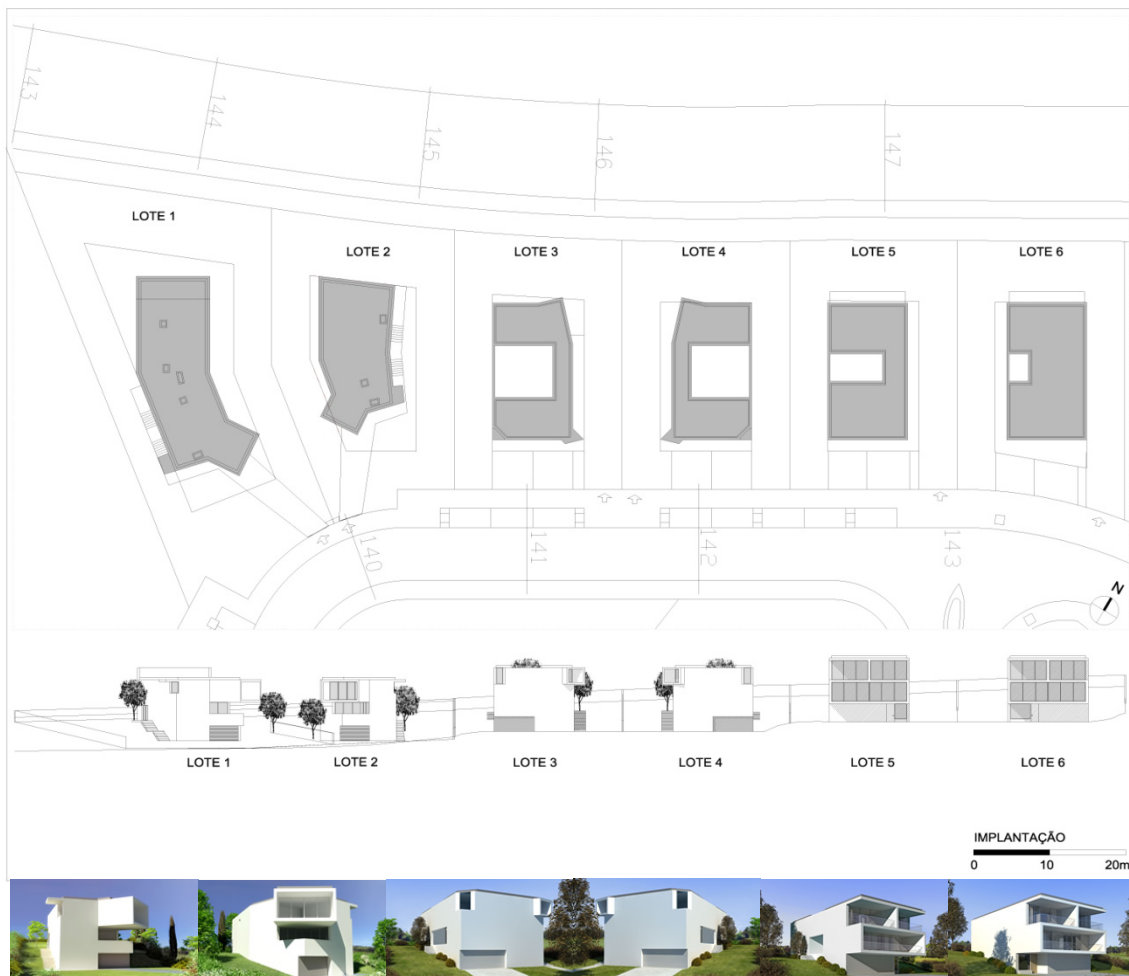 143
144
145
146
147
LOTE 1
LOTE 2
LOTE 3
LOTE 4
LOTE 5
LOTE 6
140
141
142
143
N
LOTE 1
LOTE 2
LOTE 3
LOTE 4
LOTE 5
LOTE 6
IMPLANTAÇÃO
0 10 20m